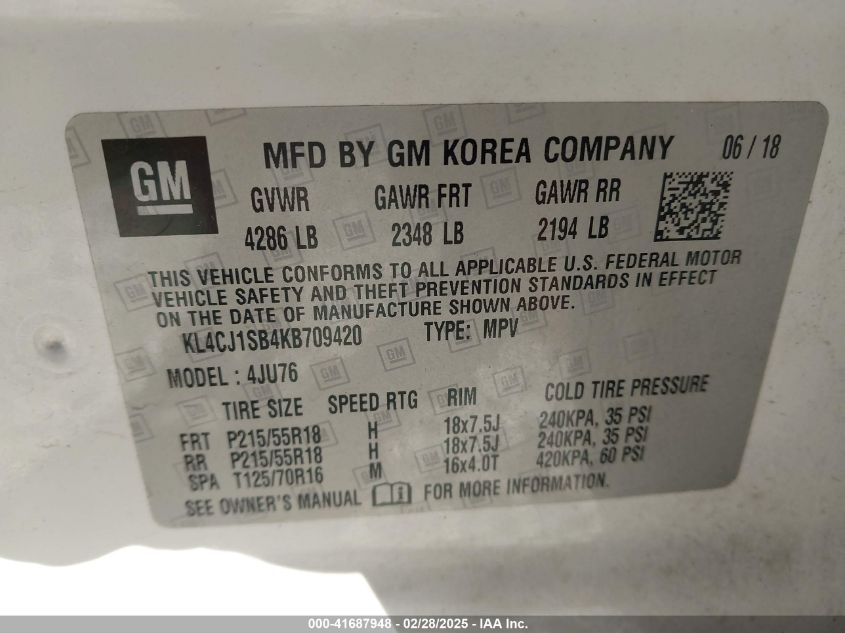 GM
MFD BY GM KOREA COMPANY 06 / 18
GVWR GAWR FRT GAWR RR
4286 LB 2348 LB 2194 LB
THIS VEHICLE CONFORMS TO ALL APPLICABLE U.S. FEDERAL MOTOR
VEHICLE SAFETY AND THEFT PREVENTION STANDARDS IN EFFECT
ON THE DATE OF MANUFACTURE SHOWN ABOVE.
KL4CJ1SB4KB709420 TYPE: MPV
MODEL : 4JU76
TIRE SIZE SPEED RTG RIM COLD TIRE PRESSURE
FRT P215/55R18 H 18x7.5J 240KPA, 35 PSI
RR P215/55R18 H 18x7.5J 240KPA, 35 PSI
SPA T125/70R16 M 16x4.0T 420KPA, 60 PSI
SEE OWNER'S MANUAL FOR MORE INFORMATION.
000-41687948 - 02/28/2025 - IAA Inc.